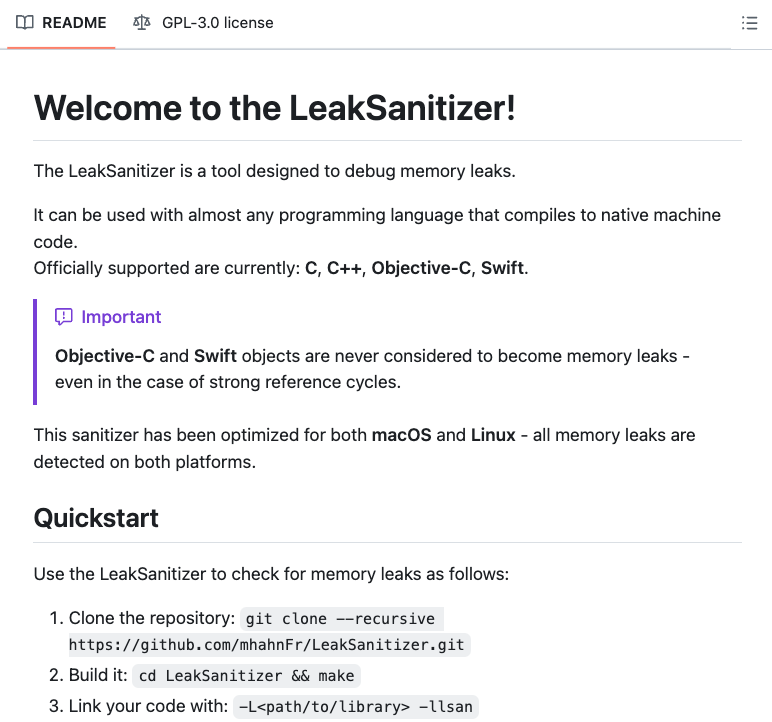 README
GPL-3.0 license
Welcome to the LeakSanitizer!
The LeakSanitizer is a tool designed to debug memory leaks.
It can be used with almost any programming language that compiles to native machine
code.
Officially supported are currently: C, C++, Objective-C, Swift.
Important
Objective-C and Swift objects are never considered to become memory leaks -
even in the case of strong reference cycles.
This sanitizer has been optimized for both macOS and Linux - all memory leaks are
detected on both platforms.
Quickstart
Use the LeakSanitizer to check for memory leaks as follows:
1. Clone the repository: git clone --recursive
https://github.com/mhahnFr/LeakSanitizer.git
2. Build it: cd LeakSanitizer && make
3. Link your code with: -L<path/to/library> -llsan